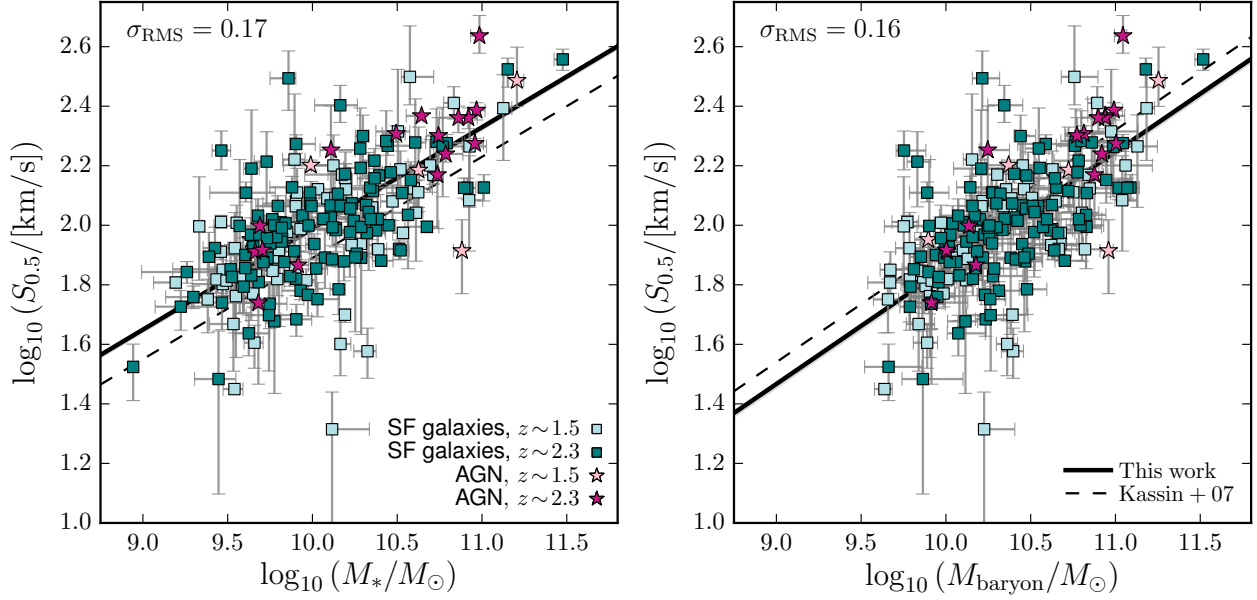 σRMS = 0.17
2.6
2.4
2.2
2.0
1.8
1.6
1.4
1.2
1.0
log10 (S0.5/[km/s])
SF galaxies, z∼1.5
SF galaxies, z∼2.3
AGN, z∼1.5
AGN, z∼2.3
9.0 9.5 10.0 10.5 11.0 11.5
log10 (M*/M⊙)
σRMS = 0.16
2.6
2.4
2.2
2.0
1.8
1.6
1.4
1.2
1.0
log10 (S0.5/[km/s])
This work
Kassin + 07
9.0 9.5 10.0 10.5 11.0 11.5
log10 (Mbaryon/M⊙)